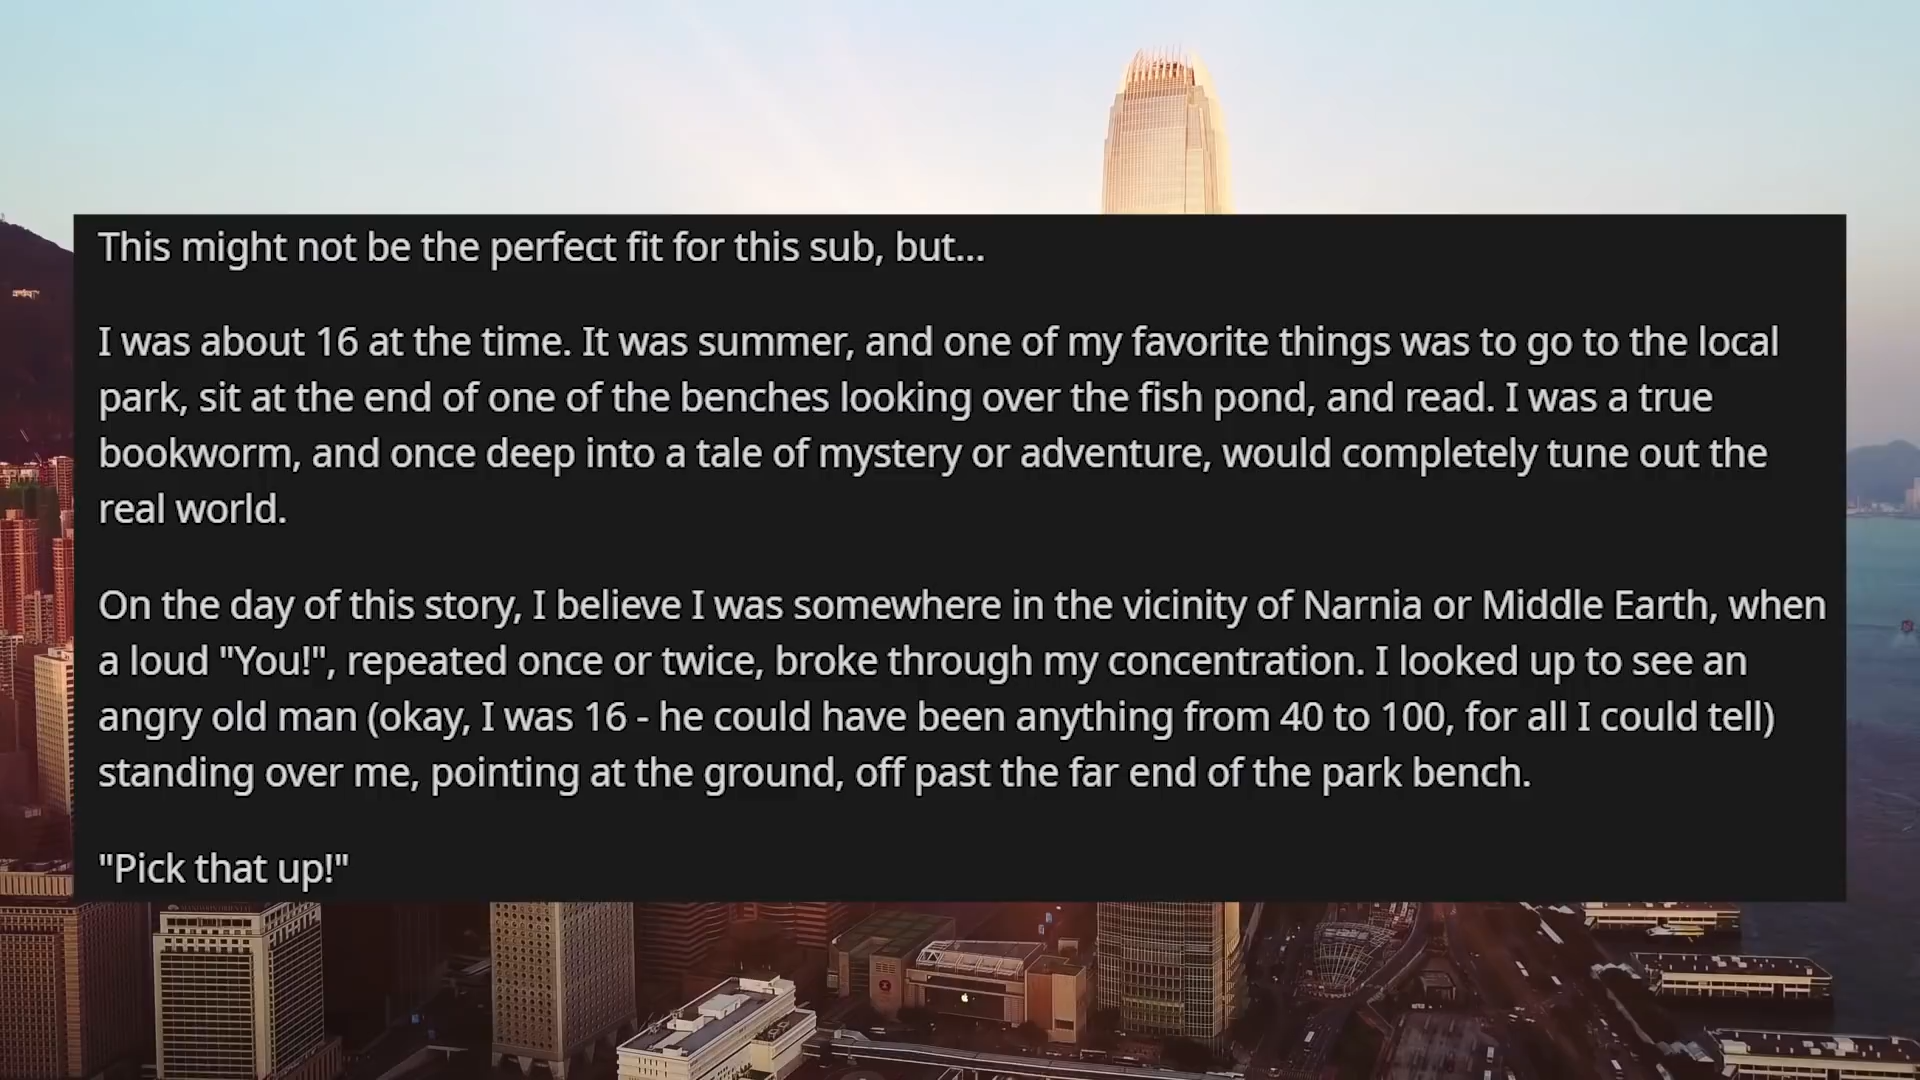 This might not be the perfect fit for this sub, but...
I was about 16 at the time. It was summer, and one of my favorite things was to go to the local
park, sit at the end of one of the benches looking over the fish pond, and read. I was a true
bookworm, and once deep into a tale of mystery or adventure, would completely tune out the
real world.
On the day of this story, I believe I was somewhere in the vicinity of Narnia or Middle Earth, when
a loud "You!", repeated once or twice, broke through my concentration. I looked up to see an
angry old man (okay, I was 16 - he could have been anything from 40 to 100, for all I could tell)
standing over me, pointing at the ground, off past the far end of the park bench.
"Pick that up!"